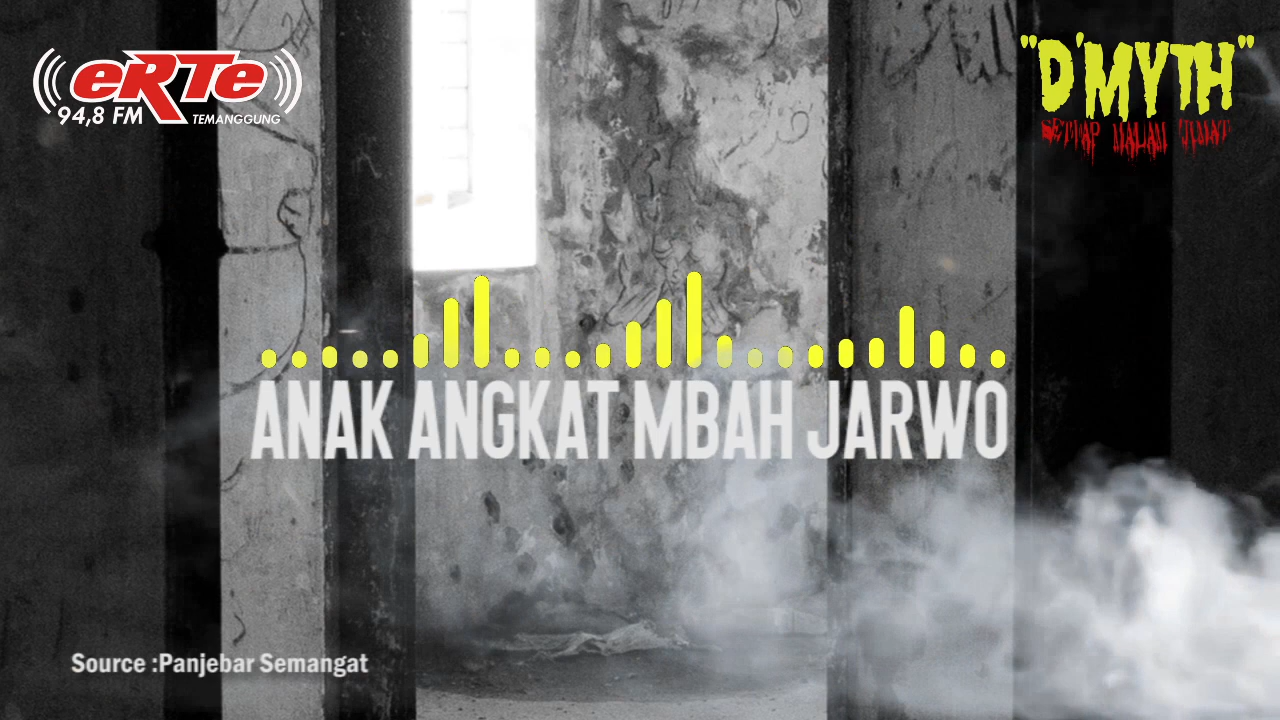 eRTe
94,8 FM TEMANGGUNG
"D'MYTH"
SETIAP MALAM JUMAT
ANAK ANGKAT MBAH JARWO
Source :Panjebar Semangat